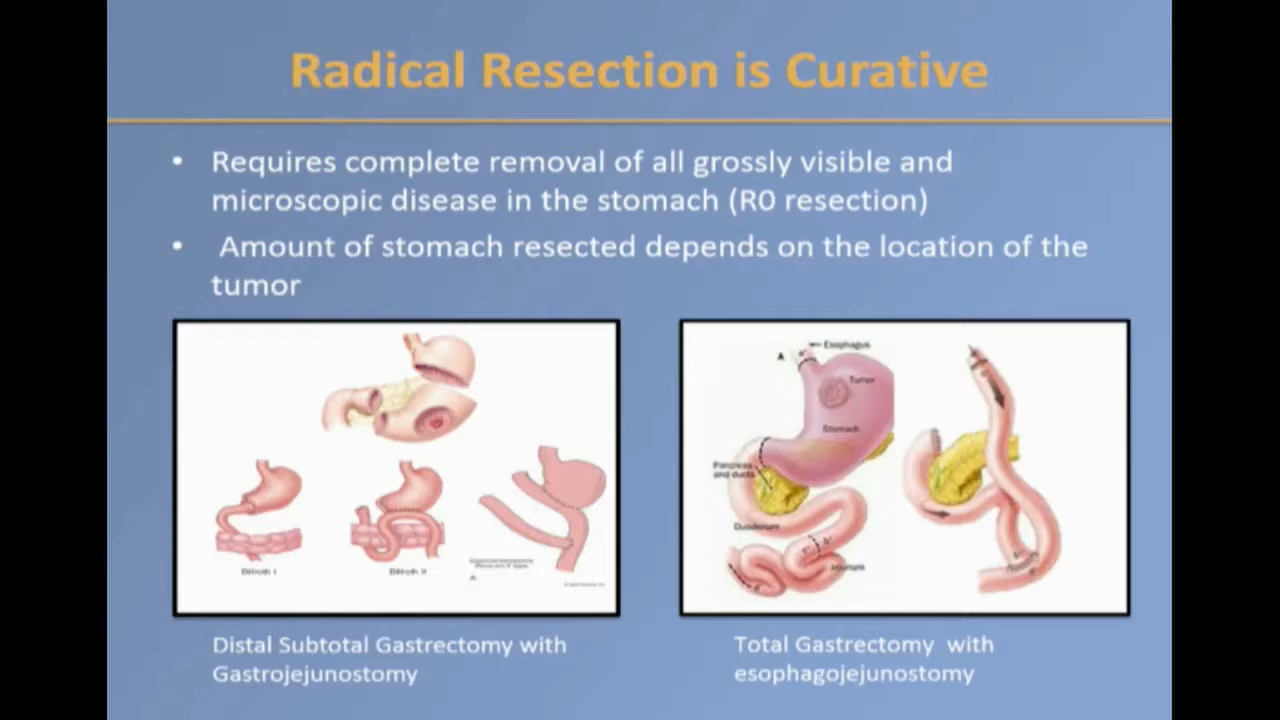 Radical Resection is Curative
• Requires complete removal of all grossly visible and
microscopic disease in the stomach (R0 resection)
• Amount of stomach resected depends on the location of the
tumor
Billroth I
Billroth II
A
A
Esophagus
Tumor
Stomach
Pancreas
and ducts
Duodenum
Jejunum
Distal Subtotal Gastrectomy with
Gastrojejunostomy
Total Gastrectomy with
esophagojejunostomy